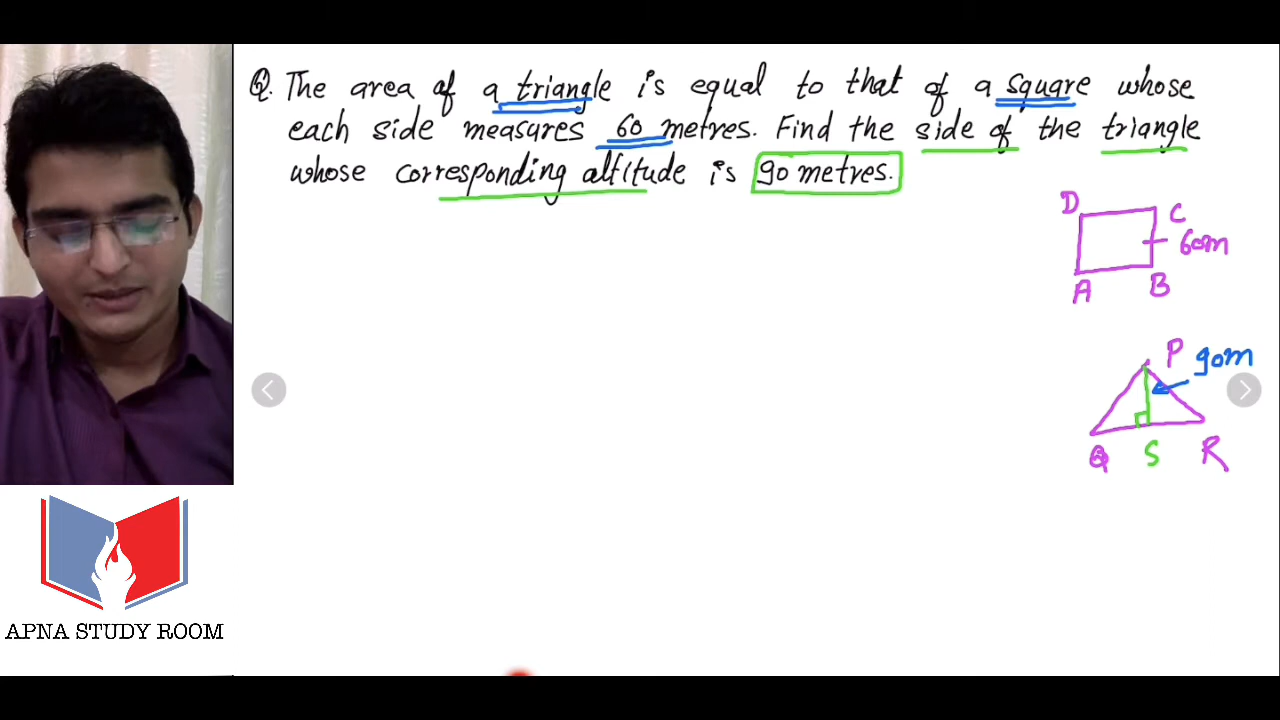 Q. The area of a triangle is equal to that of a square whose
each side measures 60 metres. Find the side of the triangle
whose corresponding altitude is 90 metres.
D C
60m
A B
P 90m
Q S R
APNA STUDY ROOM